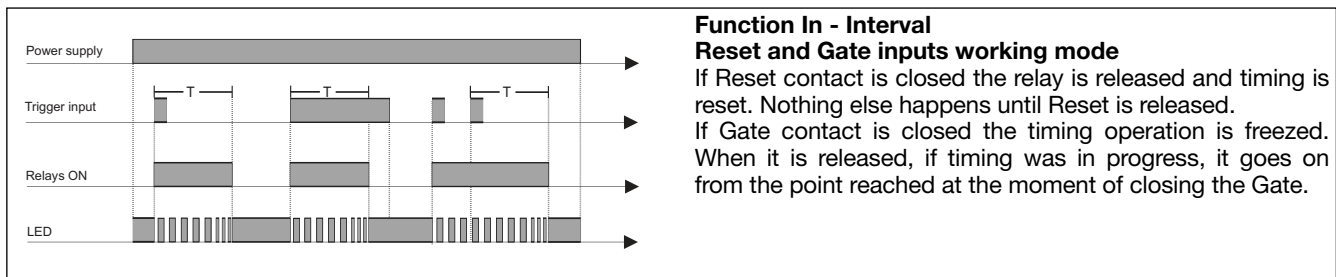 Power supply
Trigger input
T
T
T
Relays ON
LED
Function In - Interval
Reset and Gate inputs working mode
If Reset contact is closed the relay is released and timing is
reset. Nothing else happens until Reset is released.
If Gate contact is closed the timing operation is freezed.
When it is released, if timing was in progress, it goes on
from the point reached at the moment of closing the Gate.